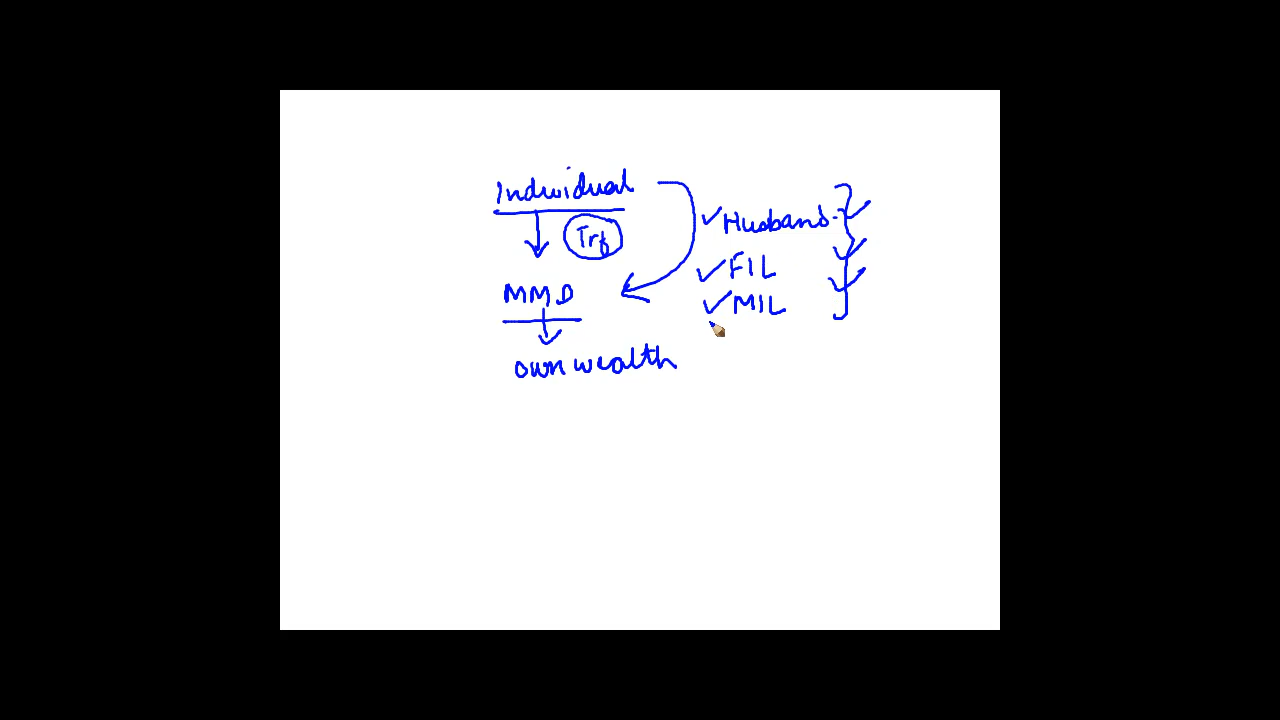 Individual
Trf
✓ Husband
✓ FIL
MMD
✓ MIL
own wealth